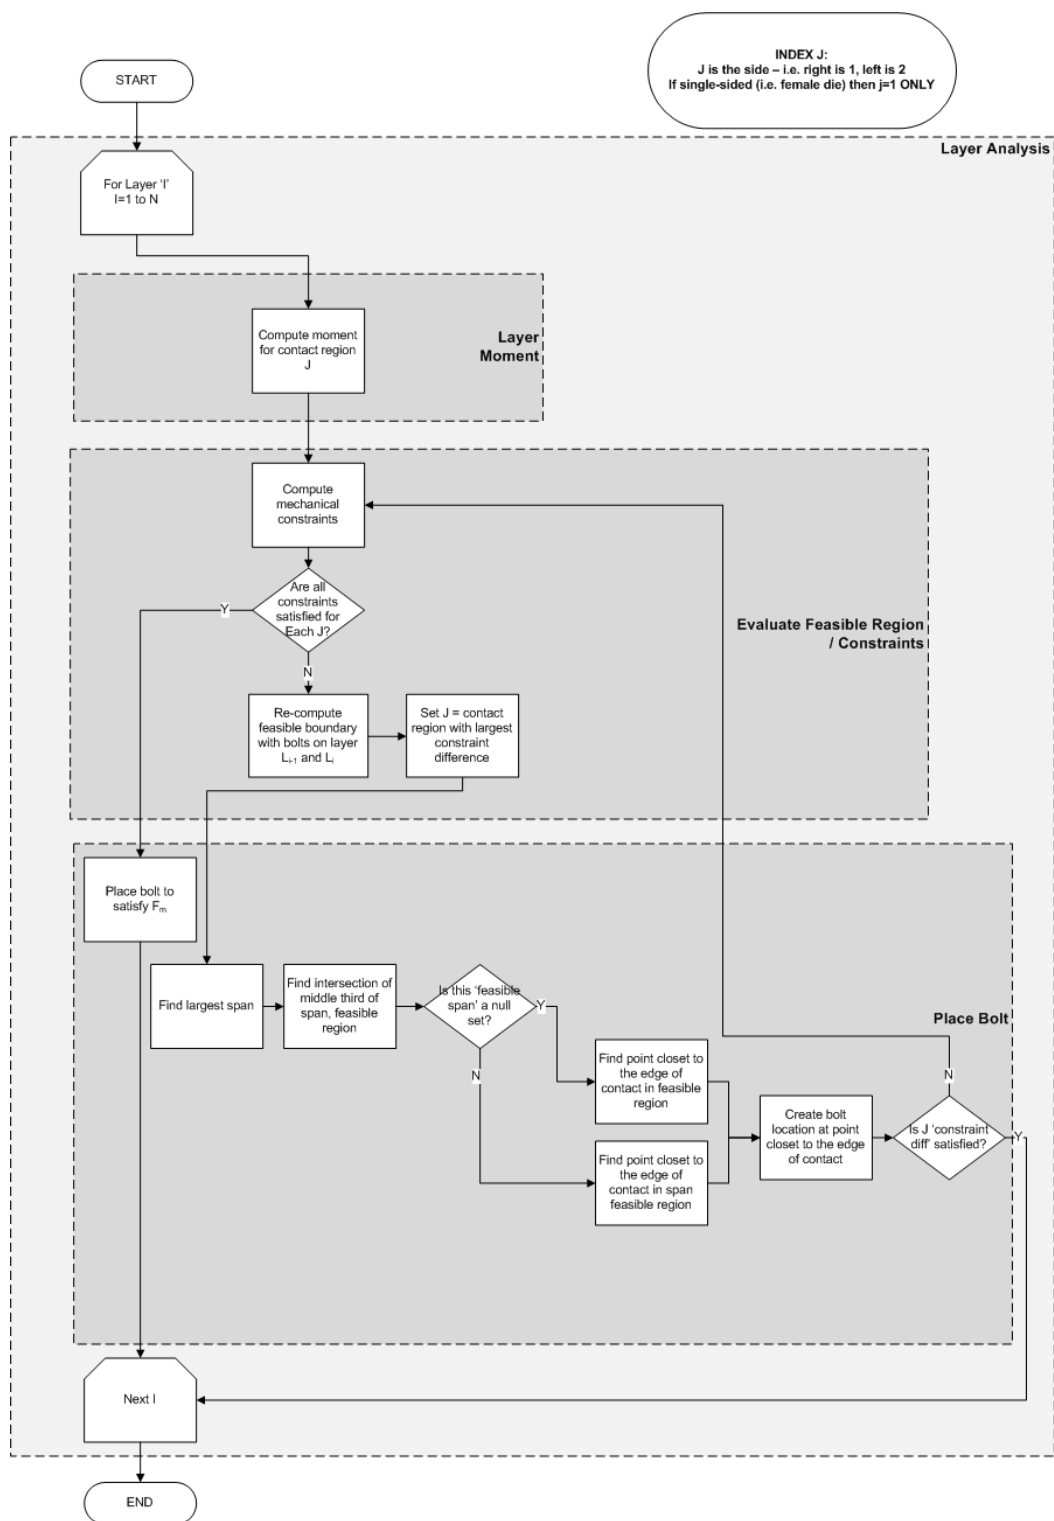 INDEX J:
J is the side – i.e. right is 1, left is 2
If single-sided (i.e. female die) then j=1 ONLY
START
Layer Analysis
For Layer ‘I’
I=1 to N
Compute moment
for contact region
J
Layer
Moment
Compute
mechanical
constraints
Are all
constraints
satisfied for
Each J?
Y
N
Evaluate Feasible Region
/ Constraints
Re-compute
feasible boundary
with bolts on layer
Li-1 and Li
Set J = contact
region with largest
constraint
difference
Place bolt to
satisfy Fm
Find largest span
Find intersection of
middle third of
span, feasible
region
Is this ‘feasible
span’ a null
set?
Y
N
Place Bolt
Find point closet to
the edge of
contact in feasible
region
Find point closet to
the edge of
contact in span
feasible region
Create bolt
location at point
closet to the edge
of contact
N
Is J ‘constraint
diff’ satisfied?
Y
Next I
END